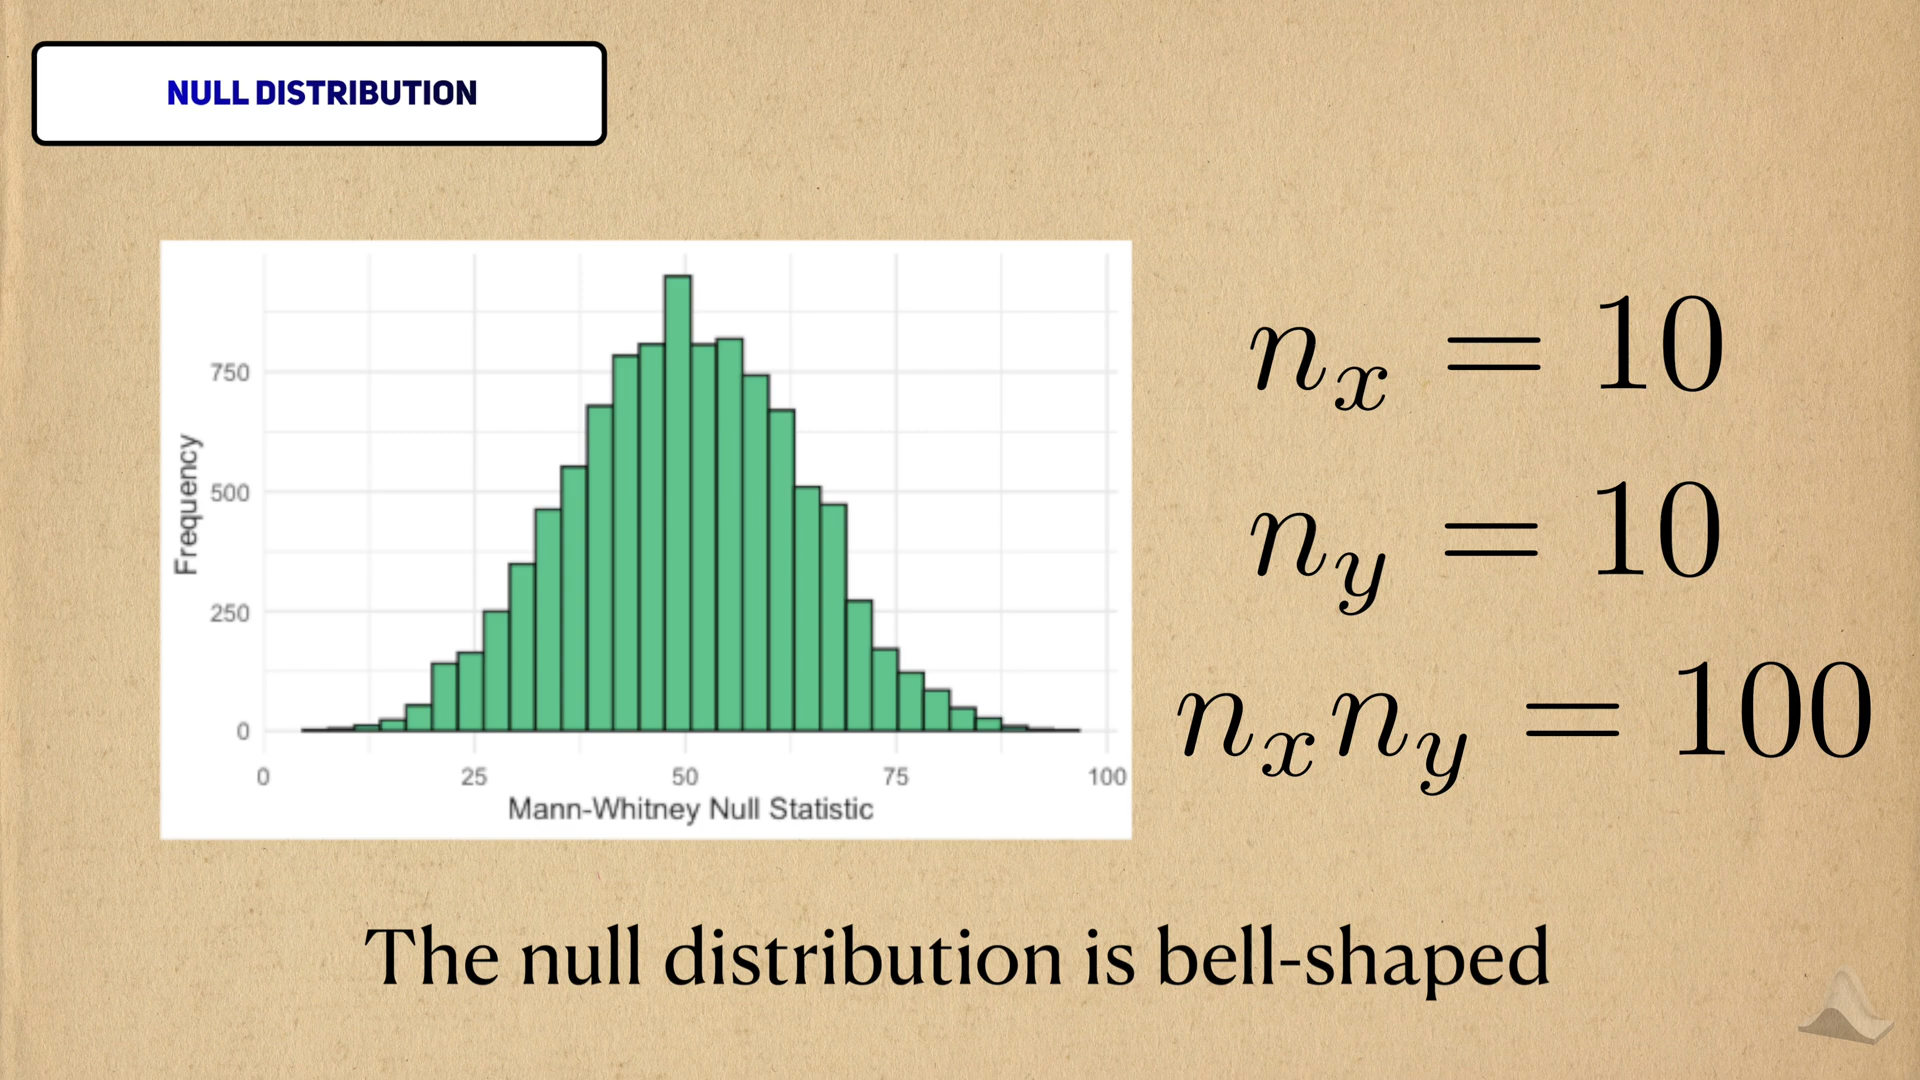 NULL DISTRIBUTION
750
500
250
0
Frequency
0 25 50 75 100
Mann-Whitney Null Statistic
n_x = 10
n_y = 10
n_x n_y = 100
The null distribution is bell-shaped